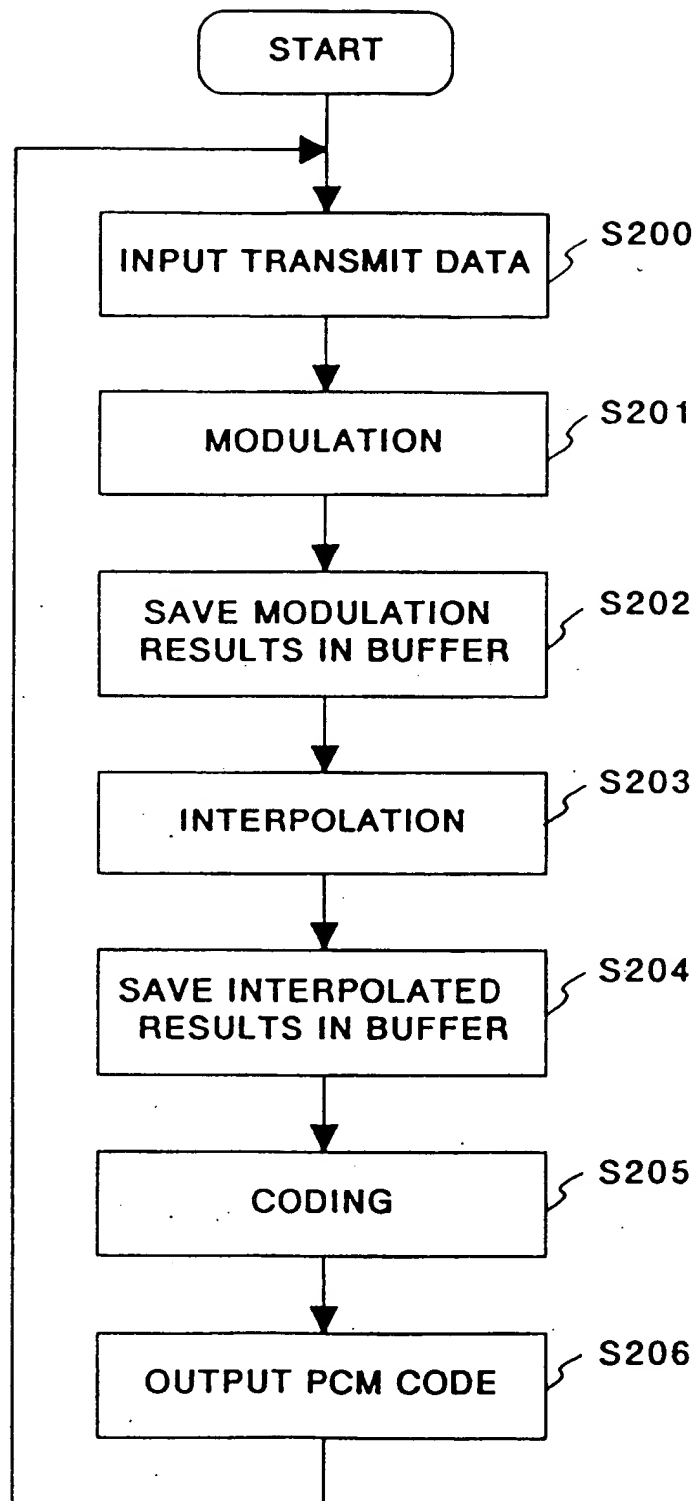 START
INPUT TRANSMIT DATA
S200
MODULATION
S201
SAVE MODULATION
RESULTS IN BUFFER
S202
INTERPOLATION
S203
SAVE INTERPOLATED
RESULTS IN BUFFER
S204
CODING
S205
OUTPUT PCM CODE
S206